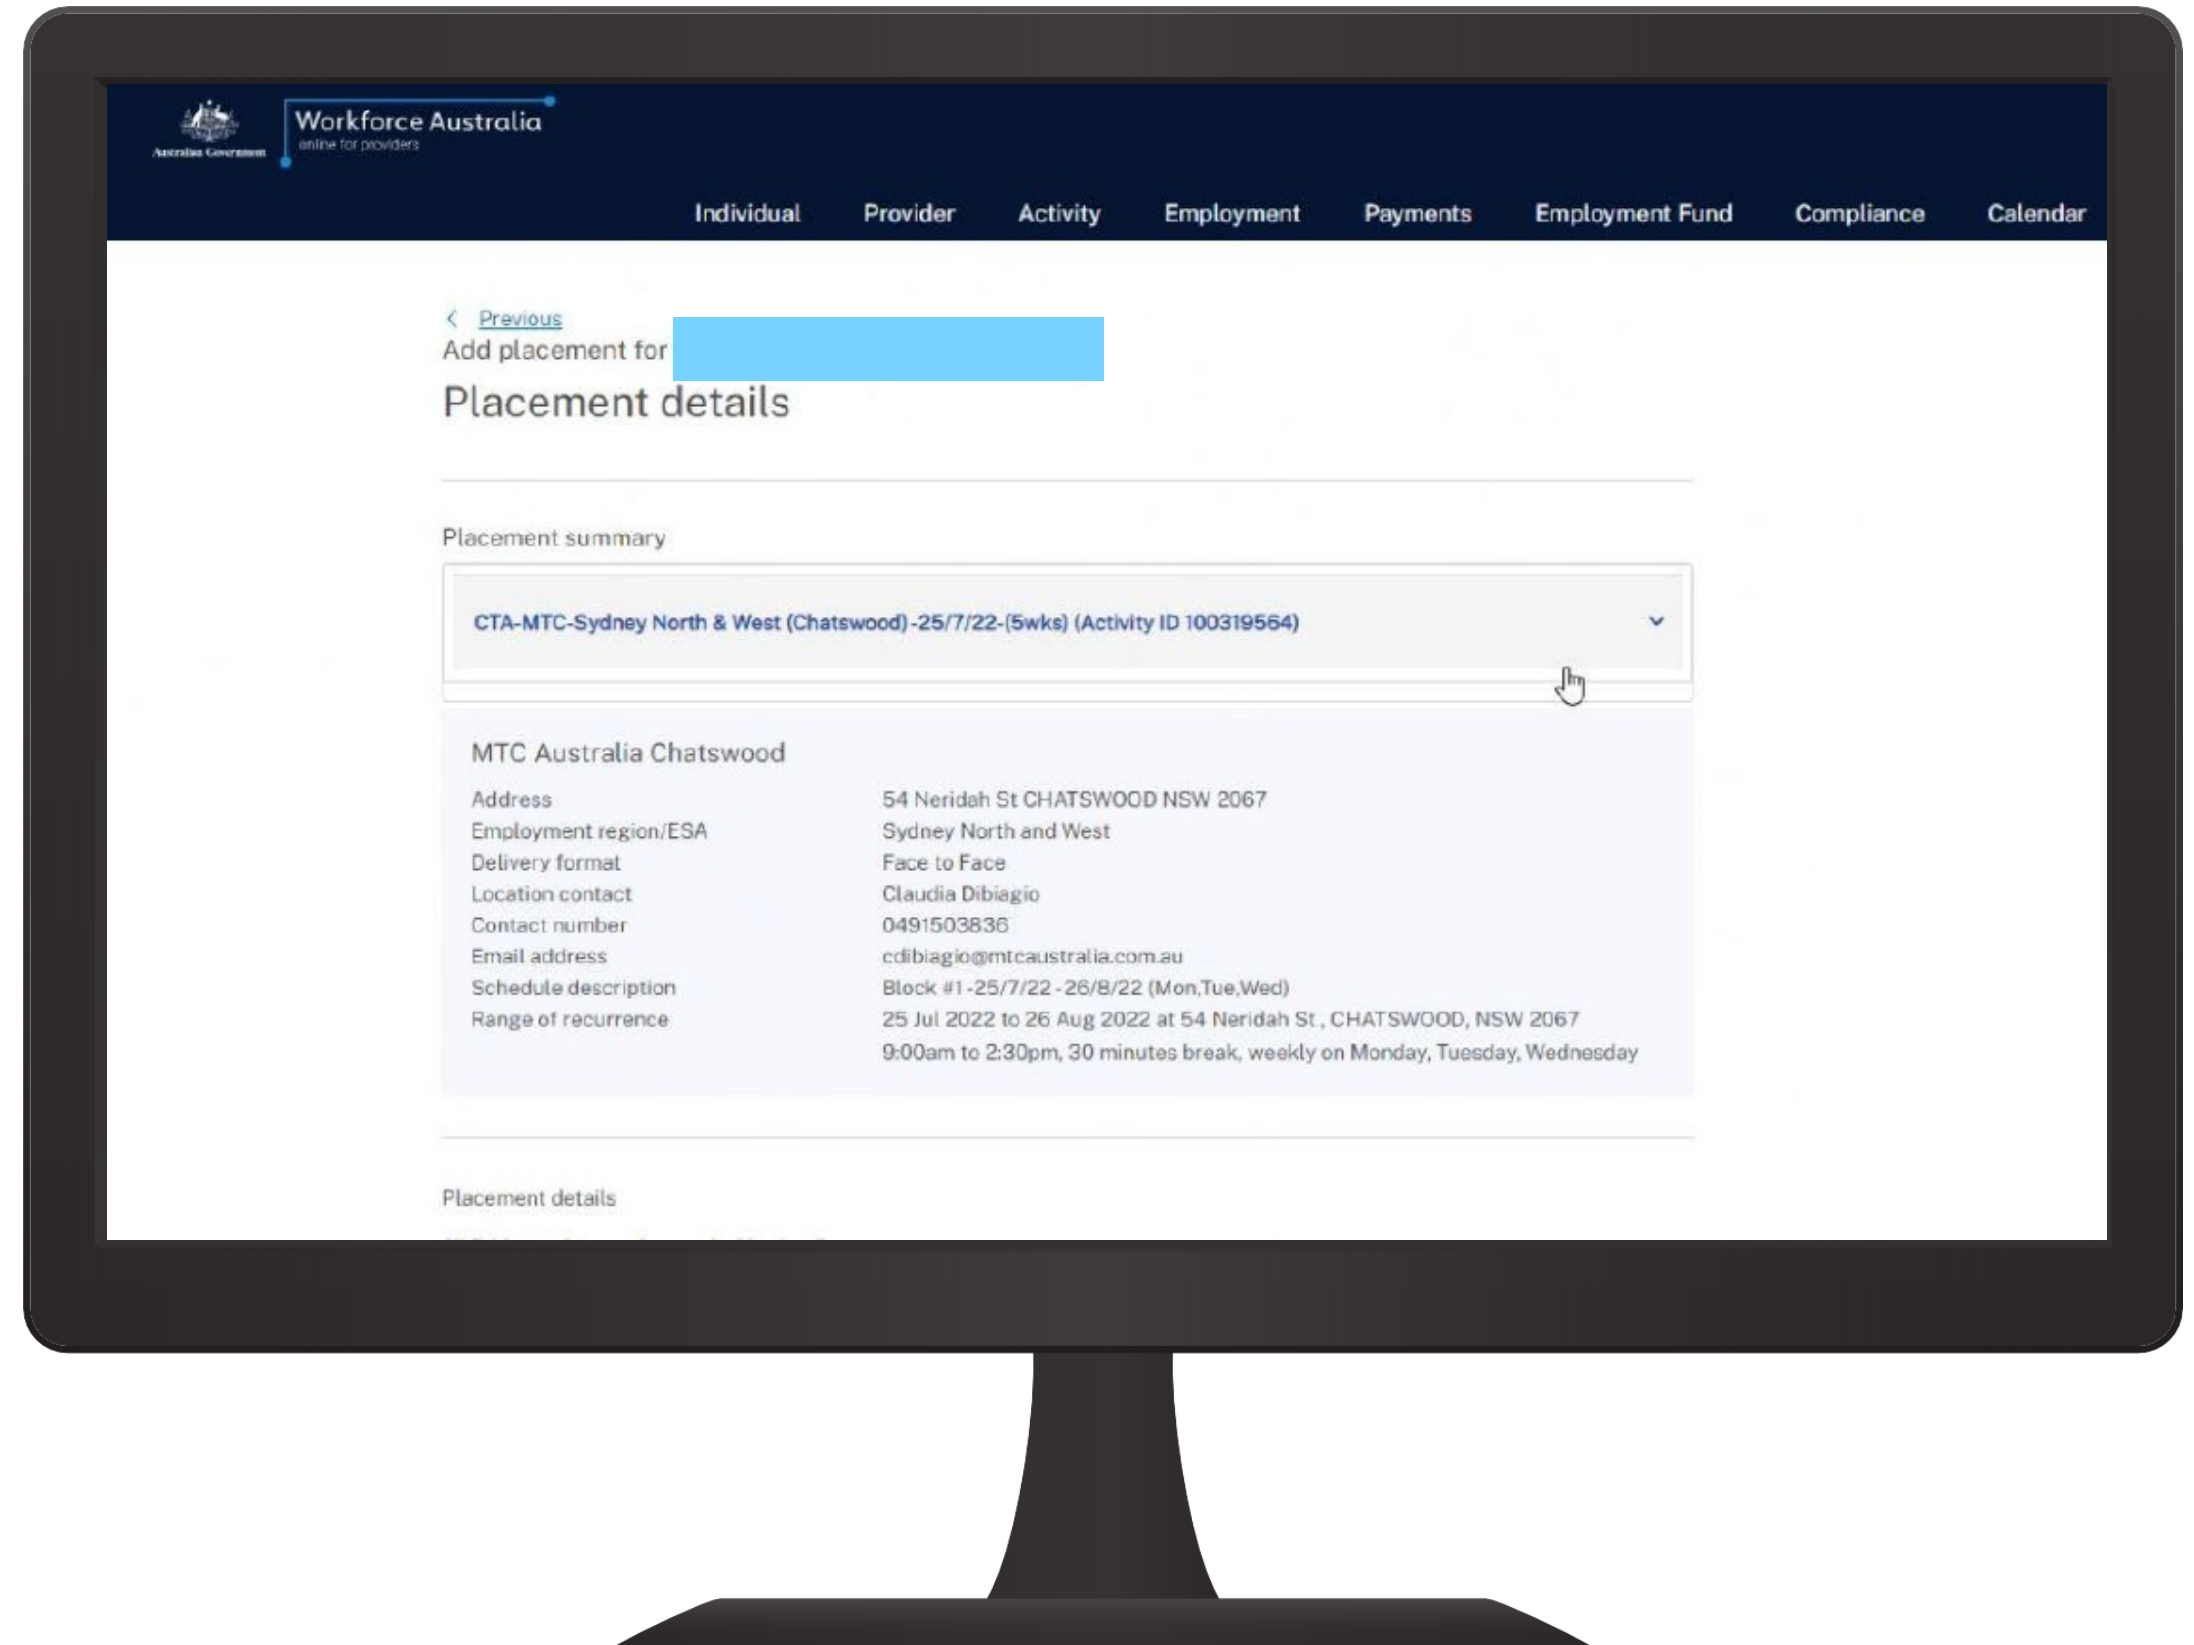 Australian Government
Workforce Australia
online for providers
Individual Provider Activity Employment Payments Employment Fund Compliance Calendar
Previous
Add placement for
Placement details
Placement summary
CTA-MTC-Sydney North & West (Chatswood) -25/7/22-(5wks) (Activity ID 100319564)
MTC Australia Chatswood
Address 54 Neridah St CHATSWOOD NSW 2067
Employment region/ESA Sydney North and West
Delivery format Face to Face
Location contact Claudia Dibiagio
Contact number 0491503836
Email address cdibiagio@mtcaustralia.com.au
Schedule description Block #1 -25/7/22 - 26/8/22 (Mon,Tue,Wed)
Range of recurrence 25 Jul 2022 to 26 Aug 2022 at 54 Neridah St , CHATSWOOD, NSW 2067
9:00am to 2:30pm, 30 minutes break, weekly on Monday, Tuesday, Wednesday
Placement details